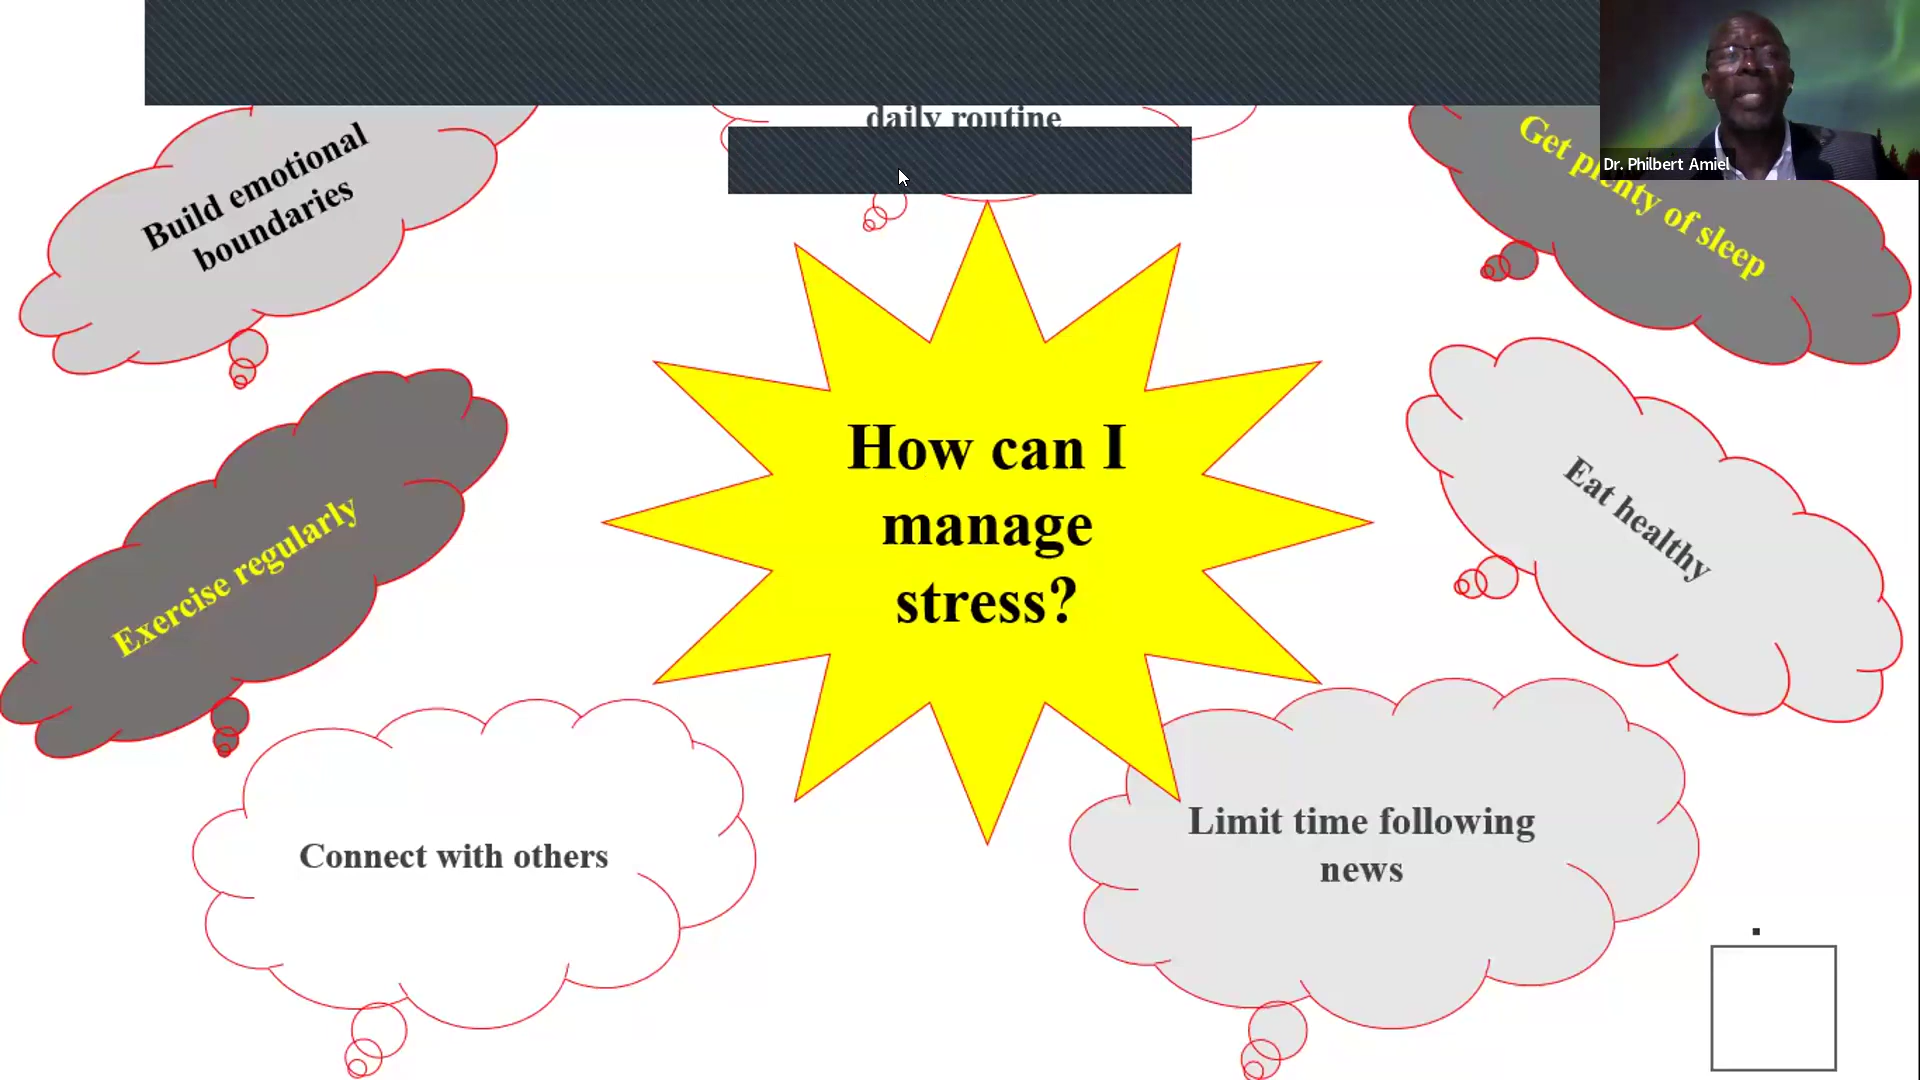 daily routine
Build emotional
boundaries
Get plenty of sleep
Dr. Philbert Amiel
How can I
manage
stress?
Exercise regularly
Eat healthy
Connect with others
Limit time following
news